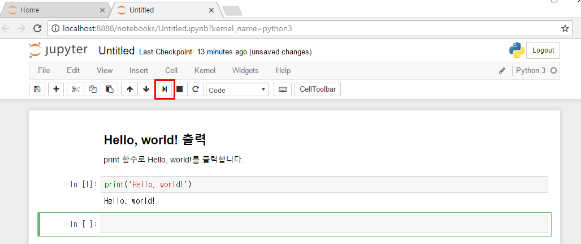 Home
Untitled
localhost:8888/notebooks/Untitled.ipynb?kernel_name=python3
jupyter Untitled Last Checkpoint: 13 minutes ago (unsaved changes)
Logout
File Edit View Insert Cell Kernel Widgets Help
Python 3
Code CellToolbar
Hello, world! 출력
print 함수로 Hello, world!를 출력합니다.
In [1]: print('Hello, world!')
Hello, world!
In [ ]: